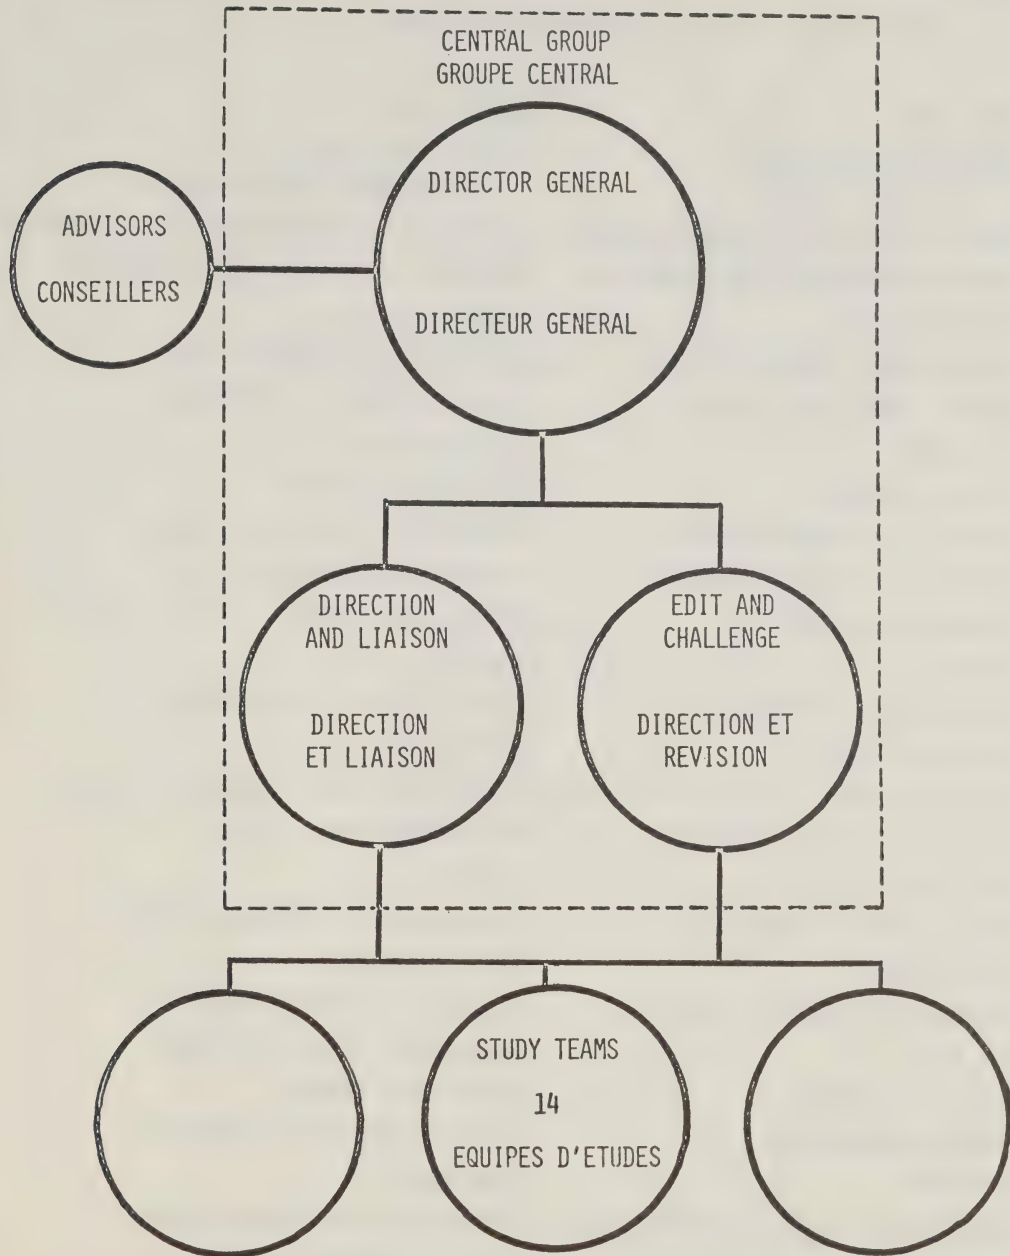 CENTRAL GROUP
GROUPE CENTRAL
DIRECTOR GENERAL
DIRECTEUR GENERAL
ADVISORS
CONSEILLERS
DIRECTION
AND LIAISON
DIRECTION
ET LIAISON
EDIT AND
CHALLENGE
DIRECTION ET
REVISION
STUDY TEAMS
14
EQUIPES D'ETUDES